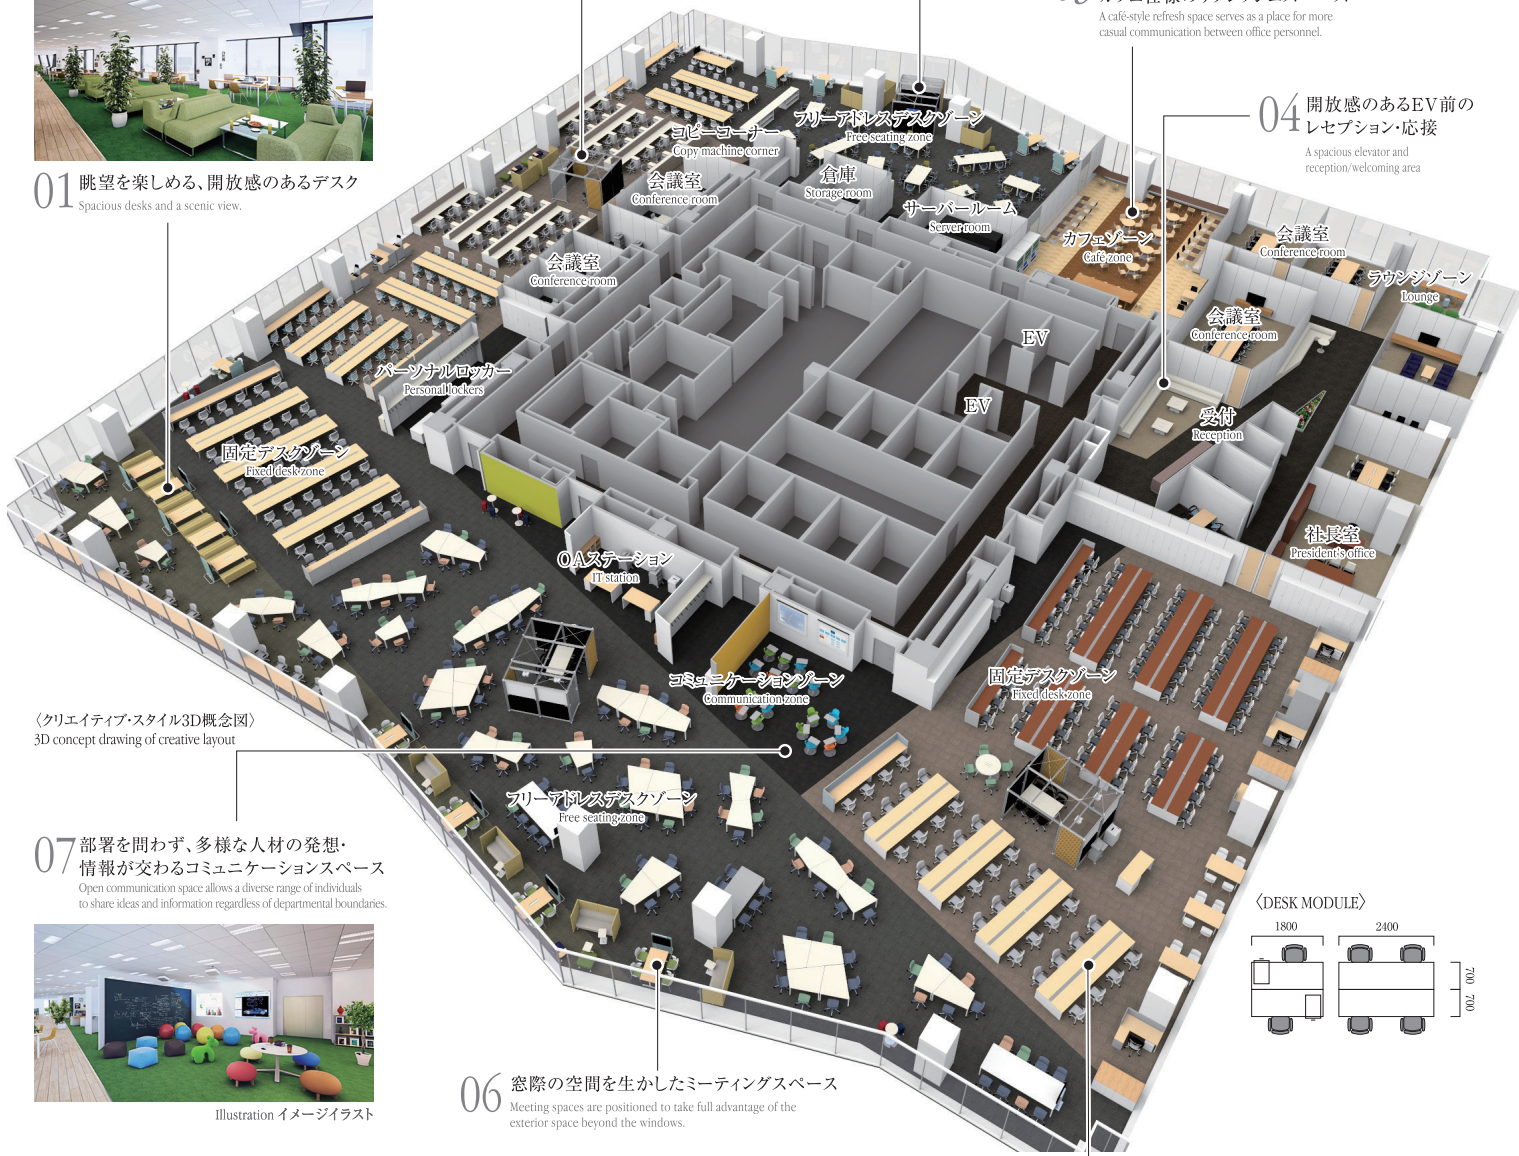 A café-style refresh space serves as a place for more
casual communication between office personnel.
04
開放感のあるEV前の
レセプション・応接
A spacious elevator and
reception/welcoming area
01
眺望を楽しめる、開放感のあるデスク
Spacious desks and a scenic view.
コピーコーナー
Copy machine corner
フリーアドレスデスクゾーン
Free seating zone
会議室
Conference room
倉庫
Storage room
サーバールーム
Server room
カフェゾーン
Café zone
会議室
Conference room
ラウンジゾーン
Lounge
会議室
Conference room
会議室
Conference room
EV
EV
パーソナルロッカー
Personal lockers
受付
Reception
固定デスクゾーン
Fixed desk zone
社長室
President's office
OAステーション
IT station
コミュニケーションゾーン
Communication zone
固定デスクゾーン
Fixed desk zone
〈クリエイティブ・スタイル3D概念図〉
3D concept drawing of creative layout
フリーアドレスデスクゾーン
Free seating zone
07
部署を問わず、多様な人材の発想・
情報が交わるコミュニケーションスペース
Open communication space allows a diverse range of individuals
to share ideas and information regardless of departmental boundaries.
〈DESK MODULE〉
1800
2400
700
700
06
窓際の空間を生かしたミーティングスペース
Meeting spaces are positioned to take full advantage of the
exterior space beyond the windows.
Illustration イメージイラスト